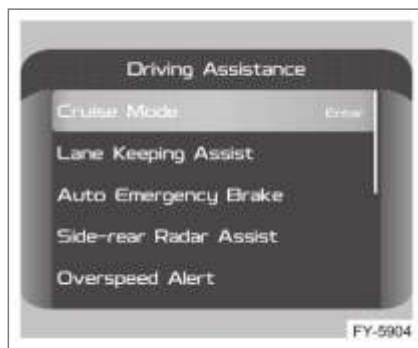 Driving Assistance
Cruise Mode Enter
Lane Keeping Assist
Auto Emergency Brake
Side-rear Radar Assist
Overspeed Alert
FY-5904